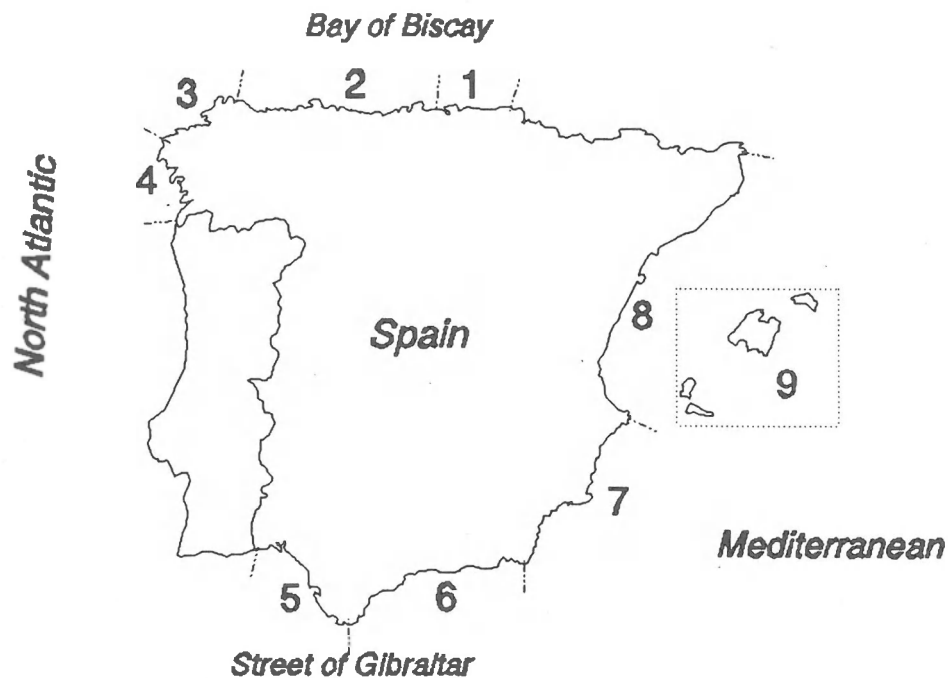 Bay of Biscay
3 2 1
4
North Atlantic
Spain
8
9
7
Mediterranean
5 6
Street of Gibraltar